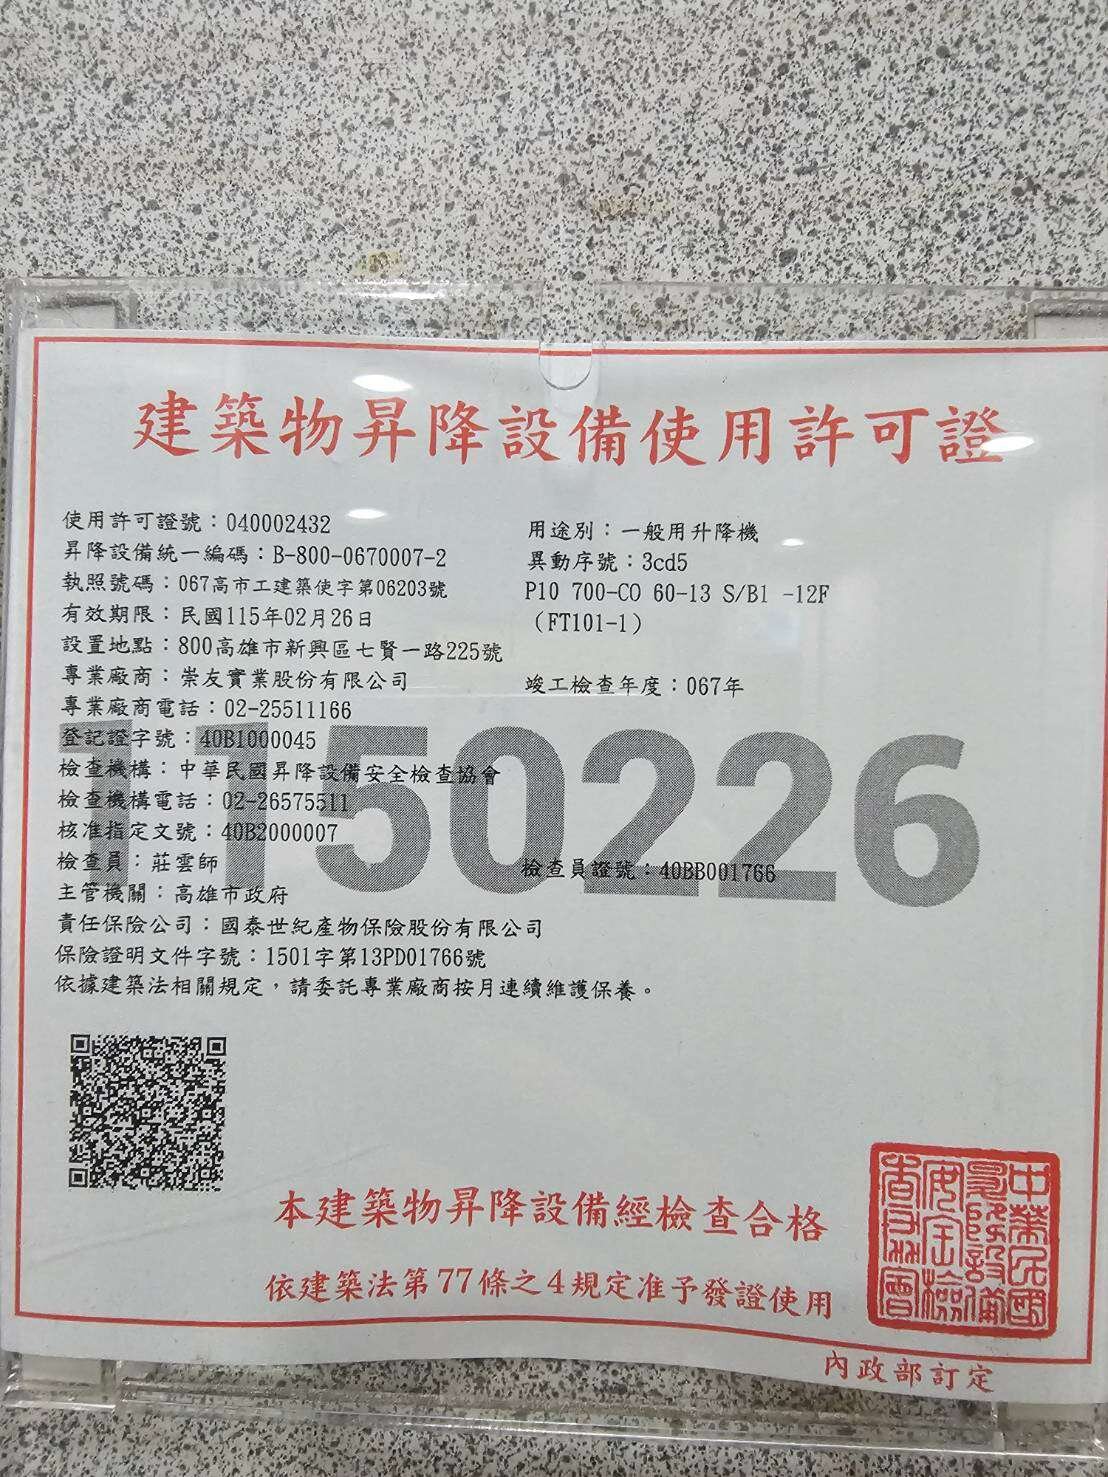 建築物昇降設備使用許可證
使用許可證號：040002432
用途別：一般用升降機
昇降設備統一編碼：B-800-0670007-2
異動序號：3cd5
執照號碼：067高市工建築使字第06203號
P10 700-CO 60-13 S/B1 -12F
有效期限：民國115年02月26日
（FT101-1）
設置地點：800高雄市新興區七賢一路225號
專業廠商：崇友實業股份有限公司
竣工檢查年度：067年
專業廠商電話：02-25511166
登記證字號：40B1000045
1150226
檢查機構：中華民國昇降設備安全檢查協會
檢查機構電話：02-26575511
核准指定文號：40B2000007
檢查員：莊雲師
檢查員證號：40BB001766
主管機關：高雄市政府
責任保險公司：國泰世紀產物保險股份有限公司
保險證明文件字號：1501字第13PD01766號
依據建築法相關規定，請委託專業廠商按月連續維護保養。
本建築物昇降設備經檢查合格
依建築法第77條之4規定准予發證使用
中華民國
昇降設備
安全檢
查協會
內政部訂定